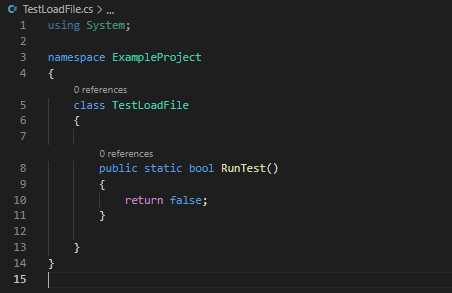 TestLoadFile.cs > ...
1 using System;
2
3 namespace ExampleProject
4 {
0 references
5 class TestLoadFile
6 {
7
0 references
8 public static bool RunTest()
9 {
10 return false;
11 }
12
13 }
14 }
15